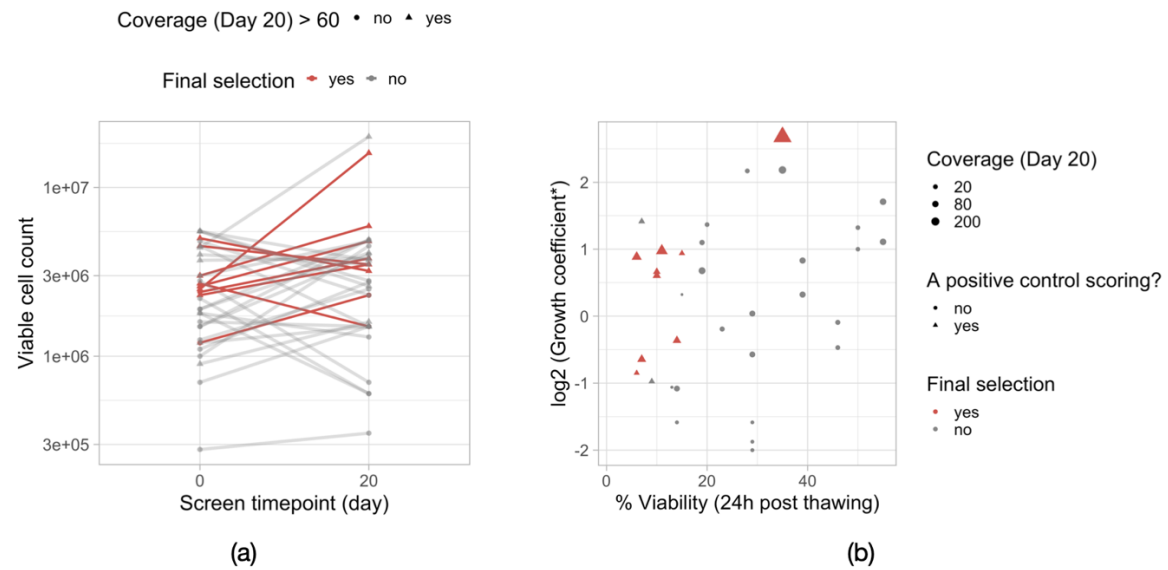 Coverage (Day 20) > 60 no yes
Final selection yes no
Viable cell count
1e+07
3e+06
1e+06
3e+05
0 20
Screen timepoint (day)
(a)
log2 (Growth coefficient*)
2
1
0
-1
-2
0 20 40
% Viability (24h post thawing)
(b)
Coverage (Day 20)
20
80
200
A positive control scoring?
no
yes
Final selection
yes
no